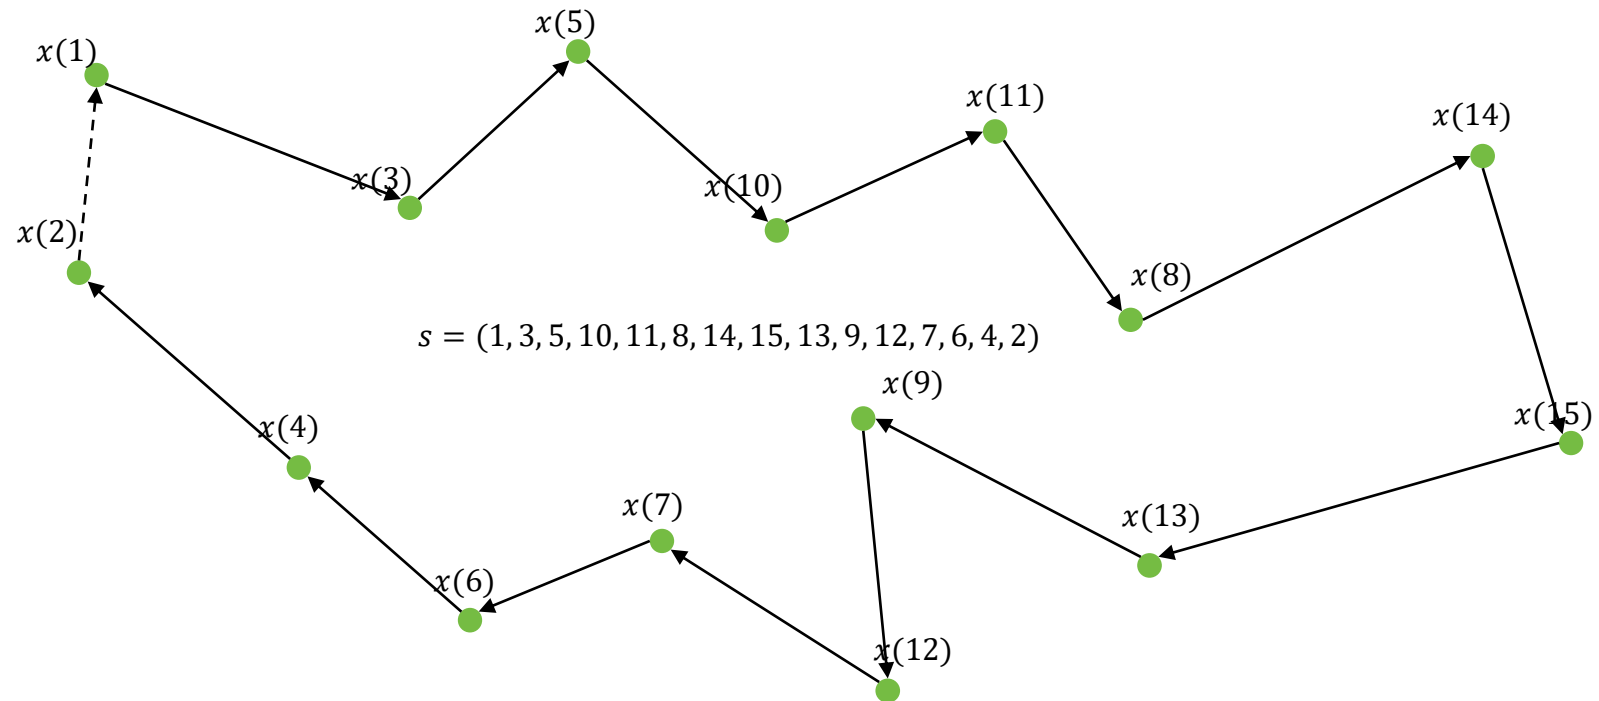 x(5)
x(1)
x(11)
x(14)
x(3)
x(10)
x(2)
x(8)
s = (1, 3, 5, 10, 11, 8, 14, 15, 13, 9, 12, 7, 6, 4, 2)
x(9)
x(15)
x(4)
x(7)
x(13)
x(6)
x(12)